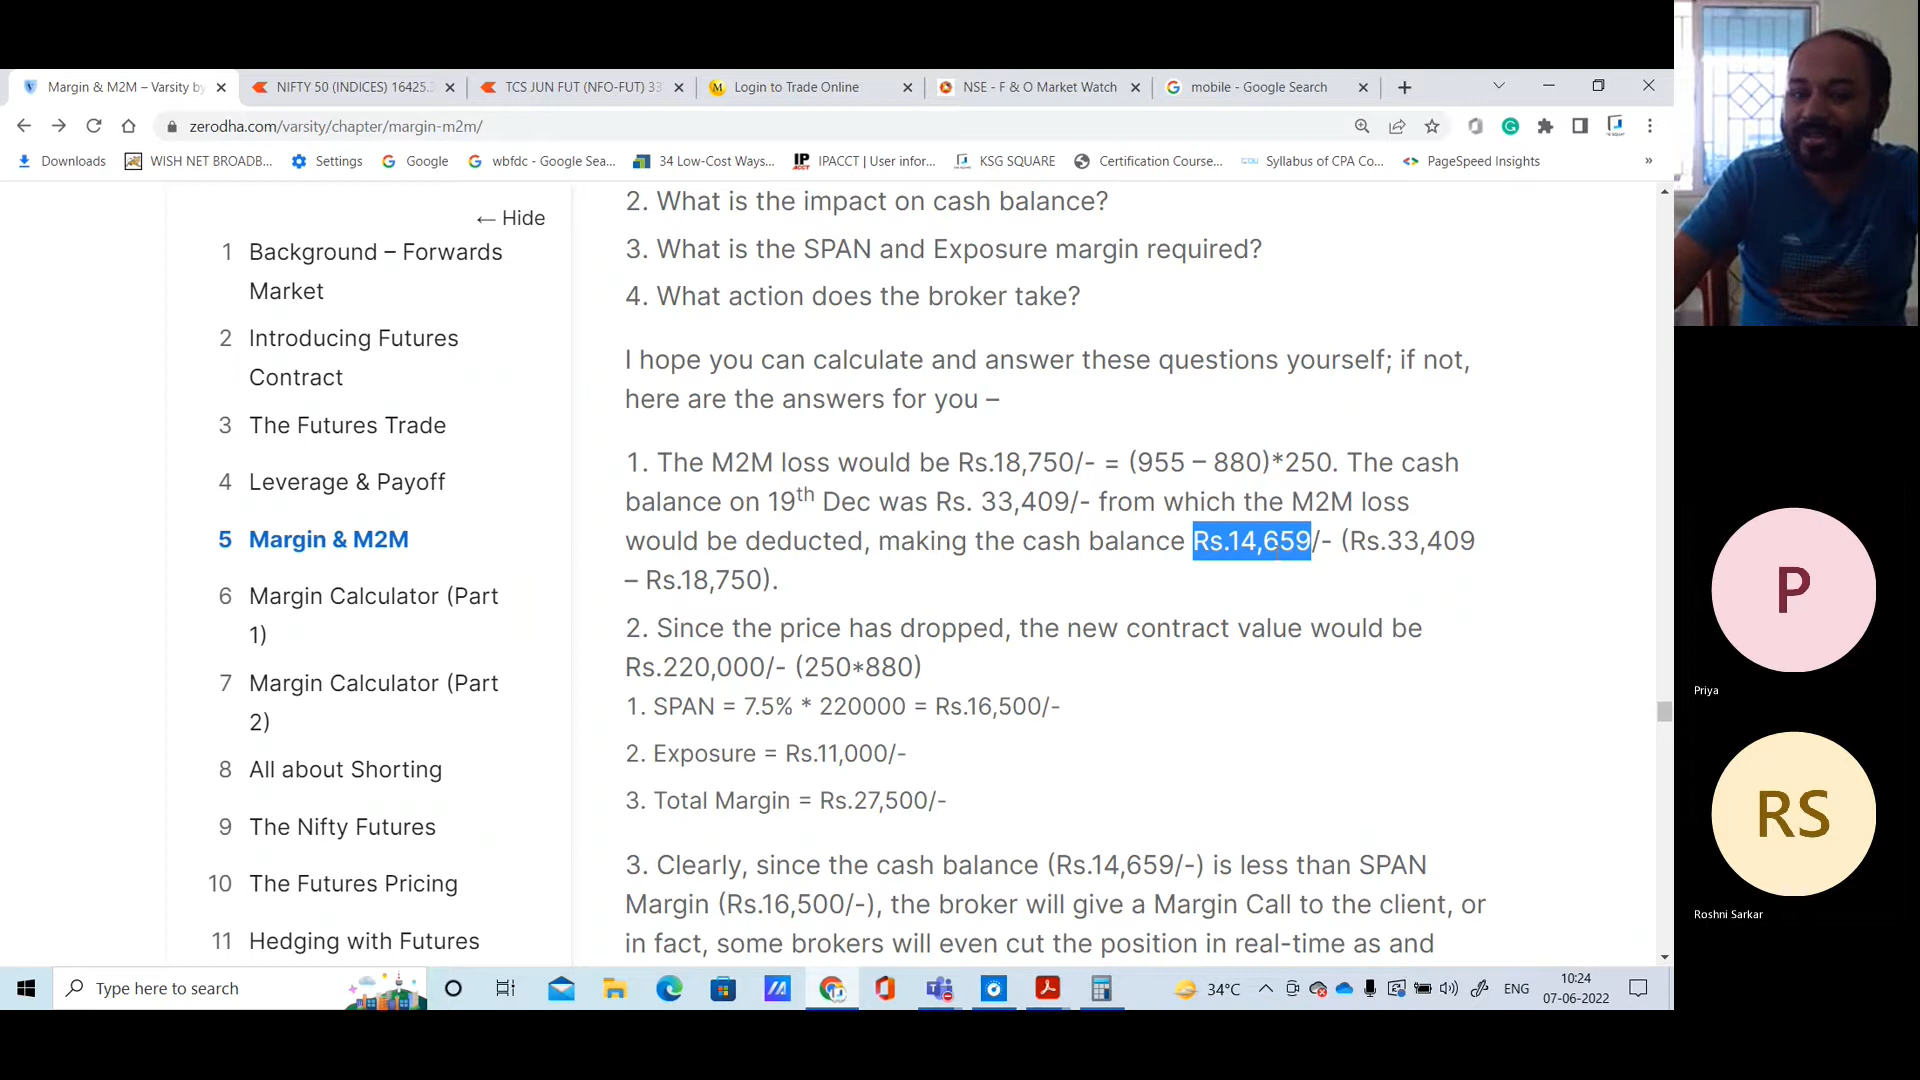 Margin & M2M – Varsity by
NIFTY 50 (INDICES) 16425.
TCS JUN FUT (NFO-FUT) 33
Login to Trade Online
NSE - F & O Market Watch
mobile - Google Search
zerodha.com/varsity/chapter/margin-m2m/
Downloads
WISH NET BROADB...
Settings
Google
wbfdc - Google Sea...
34 Low-Cost Ways...
IPACCT | User infor...
KSG SQUARE
Certification Course...
Syllabus of CPA Co...
PageSpeed Insights
»
← Hide
1 Background – Forwards
Market
2 Introducing Futures
Contract
3 The Futures Trade
4 Leverage & Payoff
5 Margin & M2M
6 Margin Calculator (Part
1)
7 Margin Calculator (Part
2)
8 All about Shorting
9 The Nifty Futures
10 The Futures Pricing
11 Hedging with Futures
2. What is the impact on cash balance?
3. What is the SPAN and Exposure margin required?
4. What action does the broker take?
I hope you can calculate and answer these questions yourself; if not,
here are the answers for you –
1. The M2M loss would be Rs.18,750/- = (955 – 880)*250. The cash
balance on 19th Dec was Rs. 33,409/- from which the M2M loss
would be deducted, making the cash balance Rs.14,659/- (Rs.33,409
– Rs.18,750).
2. Since the price has dropped, the new contract value would be
Rs.220,000/- (250*880)
1. SPAN = 7.5% * 220000 = Rs.16,500/-
2. Exposure = Rs.11,000/-
3. Total Margin = Rs.27,500/-
3. Clearly, since the cash balance (Rs.14,659/-) is less than SPAN
Margin (Rs.16,500/-), the broker will give a Margin Call to the client, or
in fact, some brokers will even cut the position in real-time as and
P
Priya
RS
Roshni Sarkar
Type here to search
34°C
ENG
10:24
07-06-2022